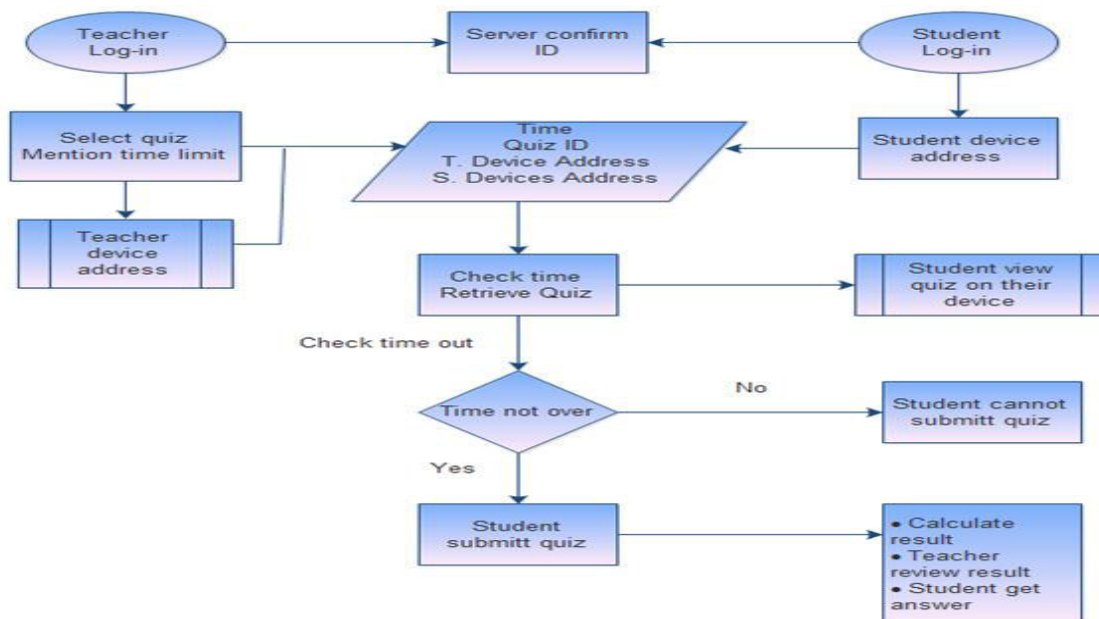 Teacher
Log-in
Server confirm
ID
Student
Log-in
Select quiz
Mention time limit
Time
Quiz ID
T. Device Address
S. Devices Address
Student device
address
Teacher
device
address
Check time
Retrieve Quiz
Student view
quiz on their
device
Check time out
Time not over
No
Student cannot
submitt quiz
Yes
Student
submitt quiz
• Calculate
result
• Teacher
review result
• Student get
answer